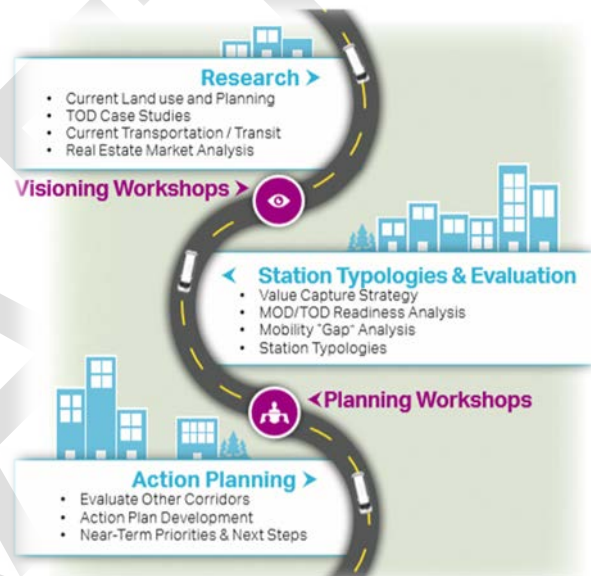 Research
• Current Land use and Planning
• TOD Case Studies
• Current Transportation / Transit
• Real Estate Market Analysis
Visioning Workshops
Station Typologies & Evaluation
• Value Capture Strategy
• MOD/TOD Readiness Analysis
• Mobility "Gap" Analysis
• Station Typologies
Planning Workshops
Action Planning
• Evaluate Other Corridors
• Action Plan Development
• Near-Term Priorities & Next Steps